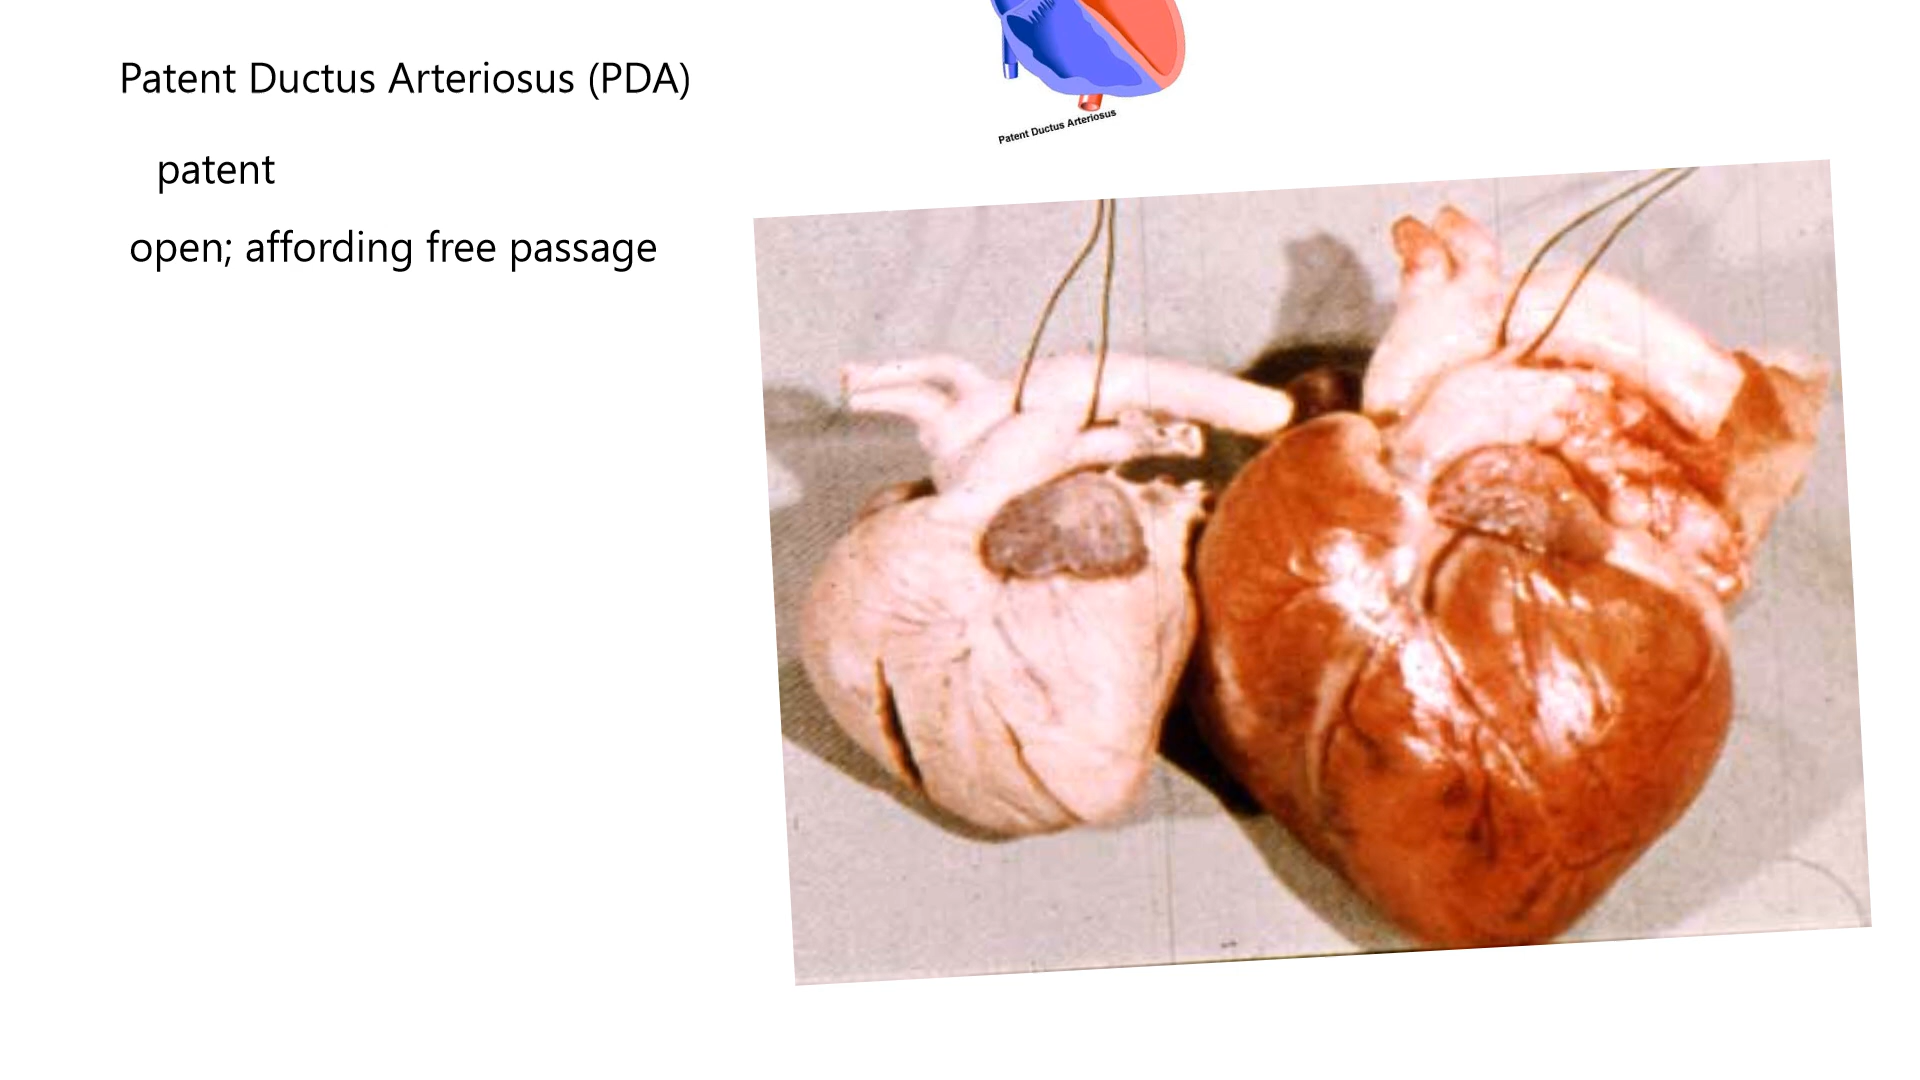 Patent Ductus Arteriosus (PDA)
patent
open; affording free passage
Patent Ductus Arteriosus